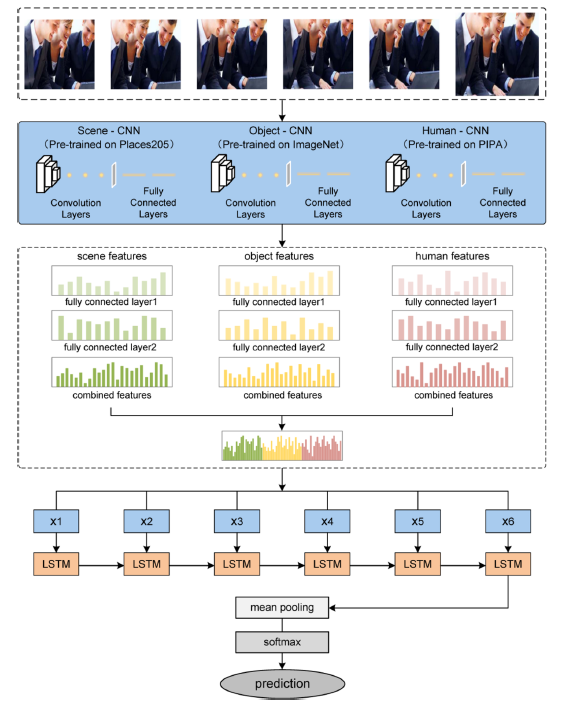 Scene - CNN
(Pre-trained on Places205)
Object - CNN
(Pre-trained on ImageNet)
Human - CNN
(Pre-trained on PIPA)
Convolution
Layers
Fully
Connected
Layers
Convolution
Layers
Fully
Connected
Layers
Convolution
Layers
Fully
Connected
Layers
scene features
object features
human features
fully connected layer1
fully connected layer1
fully connected layer1
fully connected layer2
fully connected layer2
fully connected layer2
combined features
combined features
combined features
x1
x2
x3
x4
x5
x6
LSTM
LSTM
LSTM
LSTM
LSTM
LSTM
mean pooling
softmax
prediction